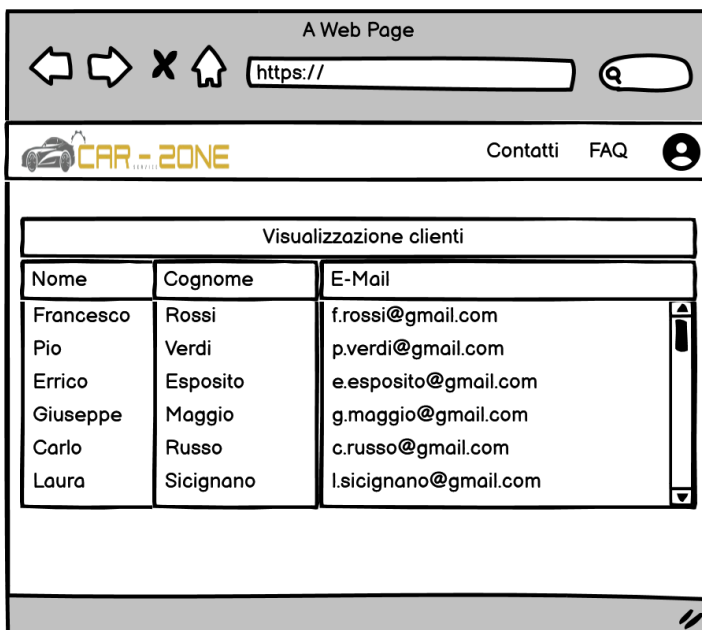 A Web Page
https://
CAR - ZONE
SERVICE
Contatti FAQ
Visualizzazione clienti
Nome Cognome E-Mail
Francesco Rossi f.rossi@gmail.com
Pio Verdi p.verdi@gmail.com
Errico Esposito e.esposito@gmail.com
Giuseppe Maggio g.maggio@gmail.com
Carlo Russo c.russo@gmail.com
Laura Sicignano l.sicignano@gmail.com